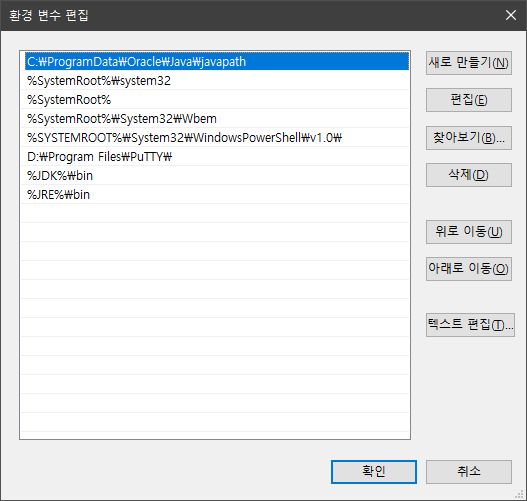 환경 변수 편집
C:₩ProgramData₩Oracle₩Java₩javapath
%SystemRoot%₩system32
%SystemRoot%
%SystemRoot%₩System32₩Wbem
%SYSTEMROOT%₩System32₩WindowsPowerShell₩v1.0₩
D:₩Program Files₩PuTTY₩
%JDK%₩bin
%JRE%₩bin
새로 만들기(N)
편집(E)
찾아보기(B)...
삭제(D)
위로 이동(U)
아래로 이동(O)
텍스트 편집(T)...
확인
취소